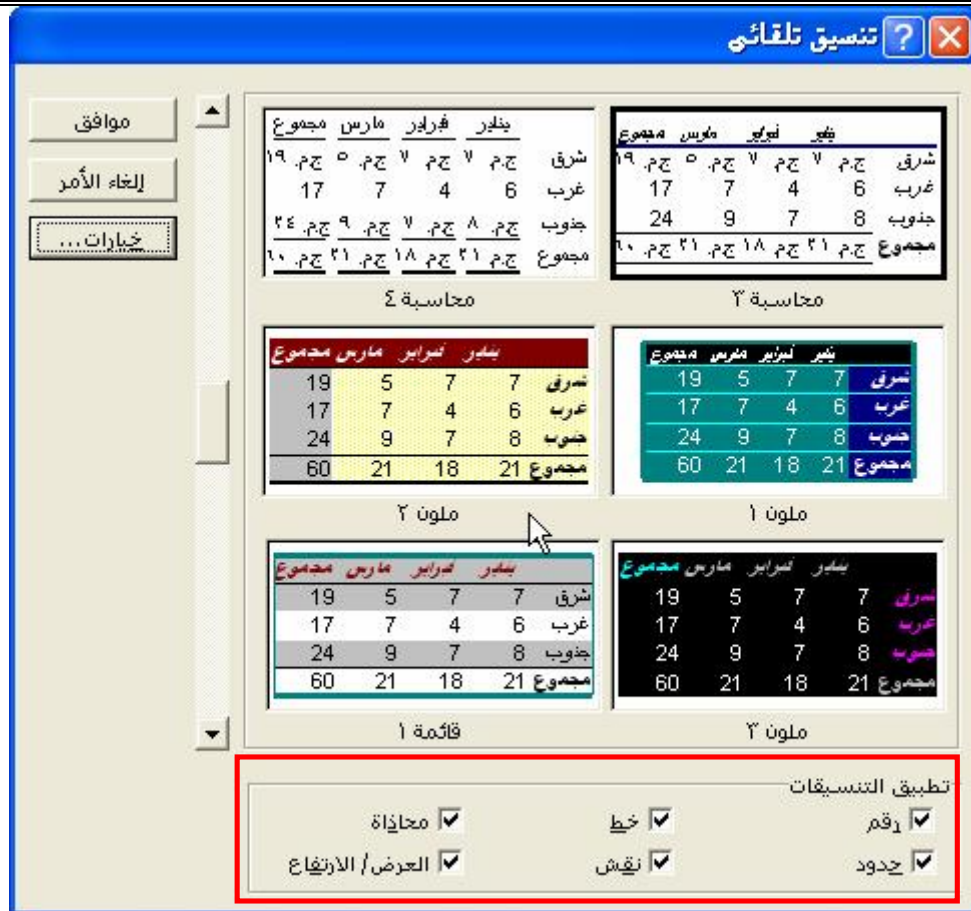 تنسيق تلقائي
موافق
إلغاء الأمر
خيارات...
يناير فبراير مارس مجموع
شرق ج.م. ٧ ج.م. ٧ ج.م. ٥ ج.م. ١٩
غرب 6 4 7 17
جنوب 8 7 9 24
مجموع ج.م. ٢١ ج.م. ١٨ ج.م. ٢١ ج.م. ٦٠
محاسبة ٣
يناير فبراير مارس مجموع
شرق ج.م. ٧ ج.م. ٧ ج.م. ٥ ج.م. ١٩
غرب 6 4 7 17
جنوب ج.م. ٨ ج.م. ٧ ج.م. ٩ ج.م. ٢٤
مجموع ج.م. ٢١ ج.م. ١٨ ج.م. ٢١ ج.م. ٦٠
محاسبة ٤
يناير فبراير مارس مجموع
شرق 7 7 5 19
غرب 6 4 7 17
جنوب 8 7 9 24
مجموع 21 18 21 60
ملون ١
يناير فبراير مارس مجموع
شرق 7 7 5 19
غرب 6 4 7 17
جنوب 8 7 9 24
مجموع 21 18 21 60
ملون ٢
يناير فبراير مارس مجموع
شرق 7 7 5 19
غرب 6 4 7 17
جنوب 8 7 9 24
مجموع 21 18 21 60
ملون ٣
يناير فبراير مارس مجموع
شرق 7 7 5 19
غرب 6 4 7 17
جنوب 8 7 9 24
مجموع 21 18 21 60
قائمة ١
تطبيق التنسيقات
رقم خط محاذاة
حدود نقش العرض/ الارتفاع